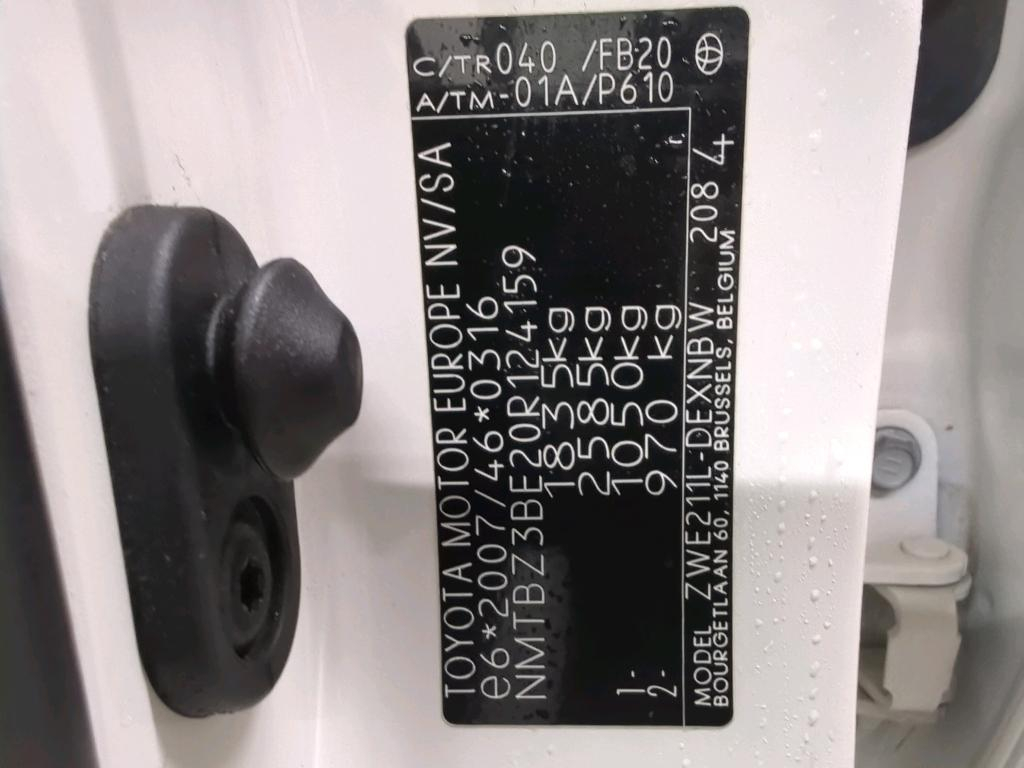 TOYOTA MOTOR EUROPE NV/SA
e6*2007/46*0316
NMTBZ3BE20R124159
1835kg
2585kg
1- 1050kg
2- 970 kg
C/TR040 /FB20
A/TM-01A/P610
MODEL ZWE211L-DEXNBW 208 4
BOURGETLAAN 60,, 1140 BRUSSELS, BELGIUM